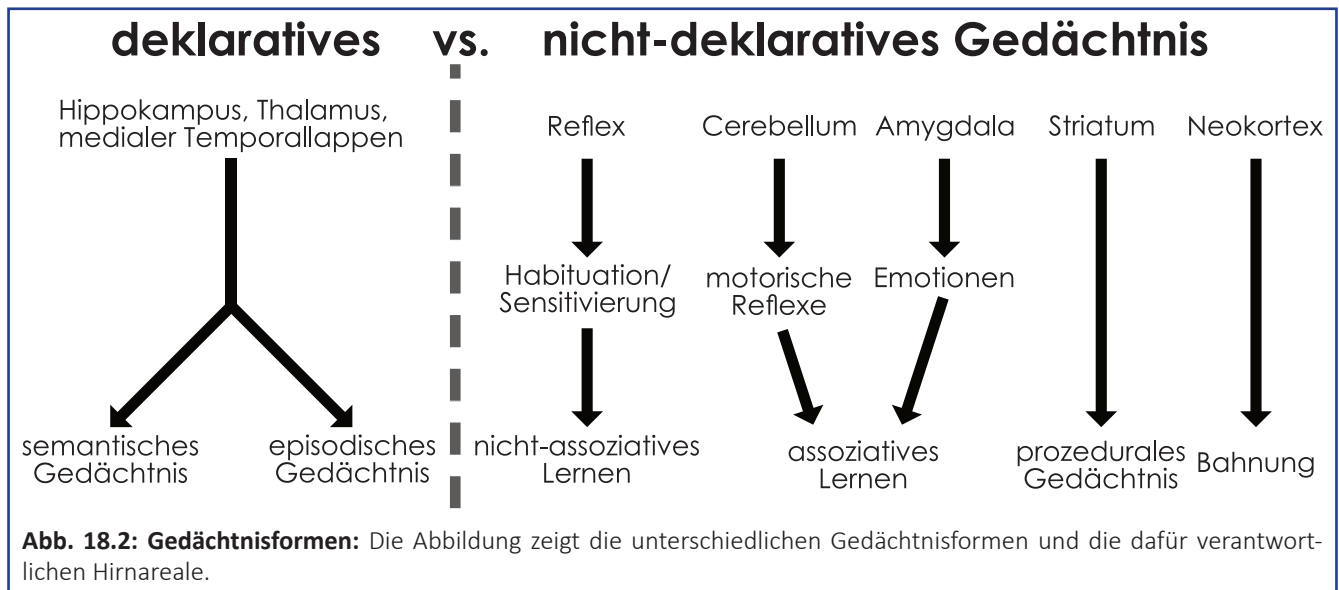 deklaratives vs. nicht-deklaratives Gedächtnis
Hippokampus, Thalamus,
medialer Temporallappen
Reflex
Cerebellum
Amygdala
Striatum
Neokortex
Habituation/
Sensitivierung
motorische
Reflexe
Emotionen
semantisches
Gedächtnis
episodisches
Gedächtnis
nicht-assoziatives
Lernen
assoziatives
Lernen
prozedurales
Gedächtnis
Bahnung
Abb. 18.2: Gedächtnisformen: Die Abbildung zeigt die unterschiedlichen Gedächtnisformen und die dafür verantwort-
lichen Hirnareale.